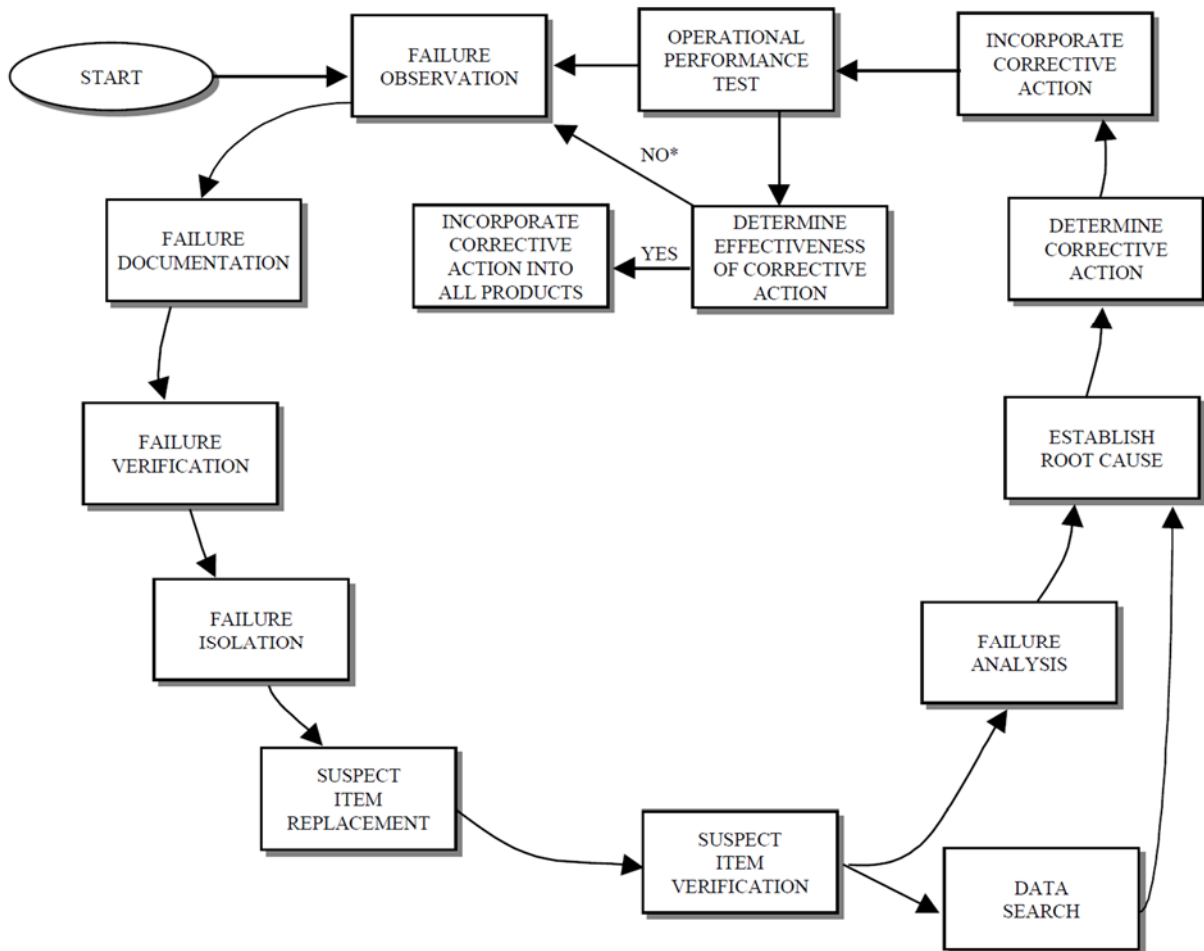 START
FAILURE
OBSERVATION
OPERATIONAL
PERFORMANCE
TEST
INCORPORATE
CORRECTIVE
ACTION
NO*
FAILURE
DOCUMENTATION
INCORPORATE
CORRECTIVE
ACTION INTO
ALL PRODUCTS
YES
DETERMINE
EFFECTIVENESS
OF CORRECTIVE
ACTION
DETERMINE
CORRECTIVE
ACTION
FAILURE
VERIFICATION
ESTABLISH
ROOT CAUSE
FAILURE
ISOLATION
FAILURE
ANALYSIS
SUSPECT
ITEM
REPLACEMENT
SUSPECT
ITEM
VERIFICATION
DATA
SEARCH